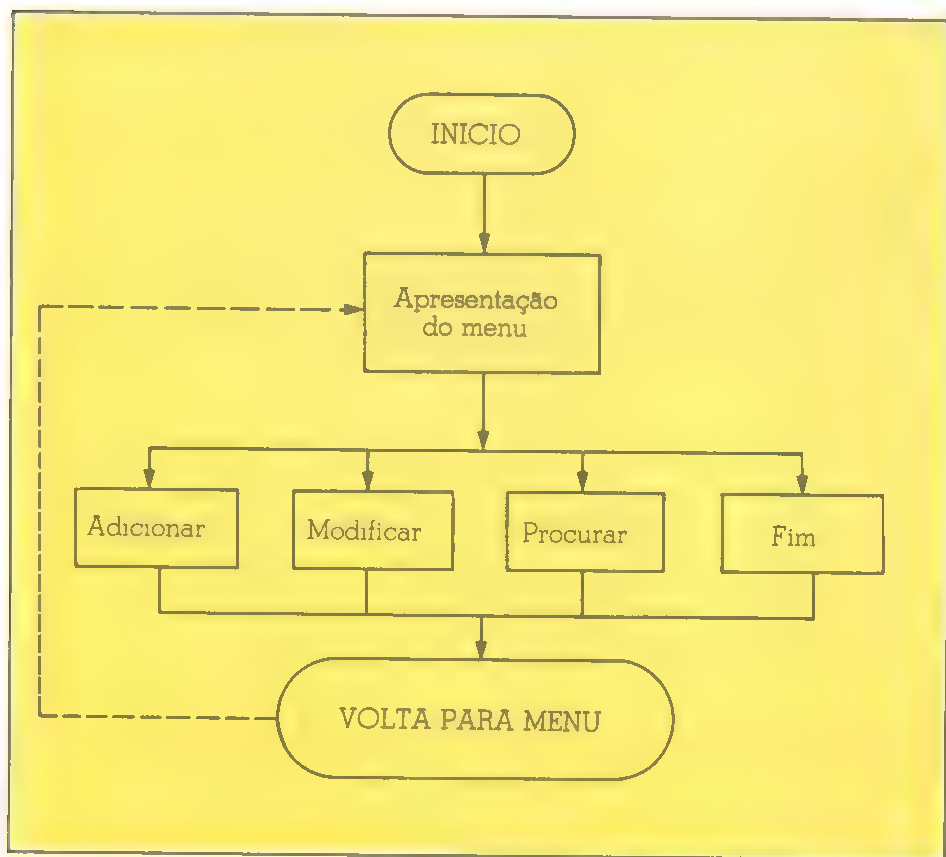 INICIO
Apresentação
do menu
Adicionar
Modificar
Procurar
Fim
VOLTA PARA MENU